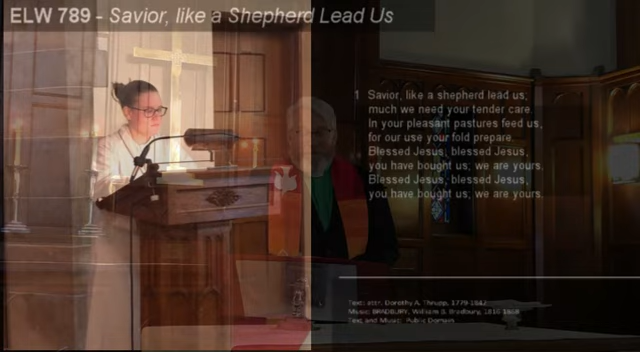 ELW 789 - Savior, like a Shepherd Lead Us
1 Savior, like a shepherd lead us;
much we need your tender care.
In your pleasant pastures feed us,
for our use your fold prepare.
Blessed Jesus, blessed Jesus,
you have bought us; we are yours.
Blessed Jesus, blessed Jesus,
you have bought us; we are yours.
Text: attr. Dorothy A. Thrupp, 1779-1847
Music: BRADBURY, William B. Bradbury, 1816-1868
Text and Music: Public Domain